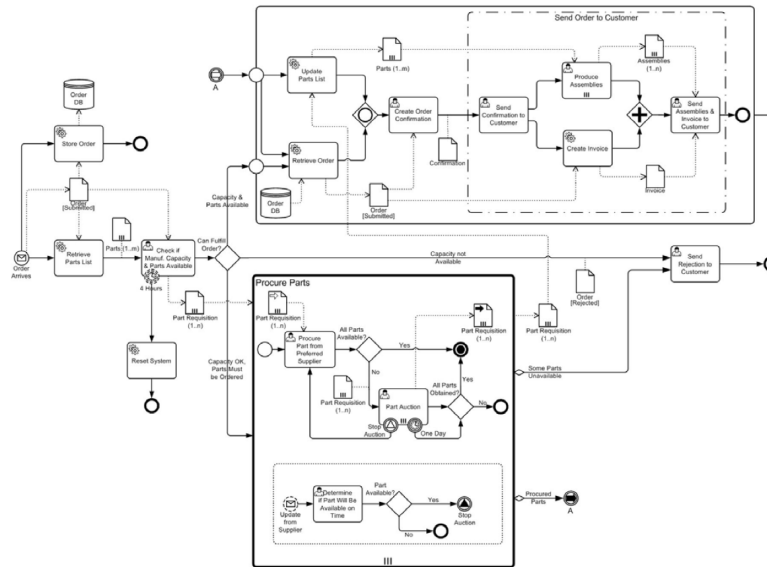 Send Order to Customer
Update
Parts List
Parts (1..m)
Produce
Assemblies
Assemblies
(1..n)
A
Order
DB
Store Order
Create Order
Confirmation
Send
Confirmation to
Customer
Send
Assemblies &
Invoice to
Customer
Retrieve Order
Create Invoice
Confirmation
Order
DB
Order
[Submitted]
Invoice
Capacity &
Parts Available
Order
[Submitted]
Order
Arrives
Retrieve
Parts List
Parts (1..m)
Check if
Manuf. Capacity
& Parts Available
4 Hours
Can Fulfill
Order?
Capacity not
Available
Send
Rejection to
Customer
Order
[Rejected]
Part Requisition
(1..n)
Reset System
Capacity OK,
Parts Must
be Ordered
Procure Parts
Part Requisition
(1..n)
Procure
Part from
Preferred
Supplier
All Parts
Available?
Yes
No
Part Requisition
(1..n)
Part Requisition
(1..n)
Part Requisition
(1..n)
Part Auction
Stop
Auction
One Day
All Parts
Obtained?
Yes
No
Some Parts
Unavailable
Update
from
Supplier
Determine
if Part Will Be
Available on
Time
Part
Available?
Yes
No
Stop
Auction
Procured
Parts
A